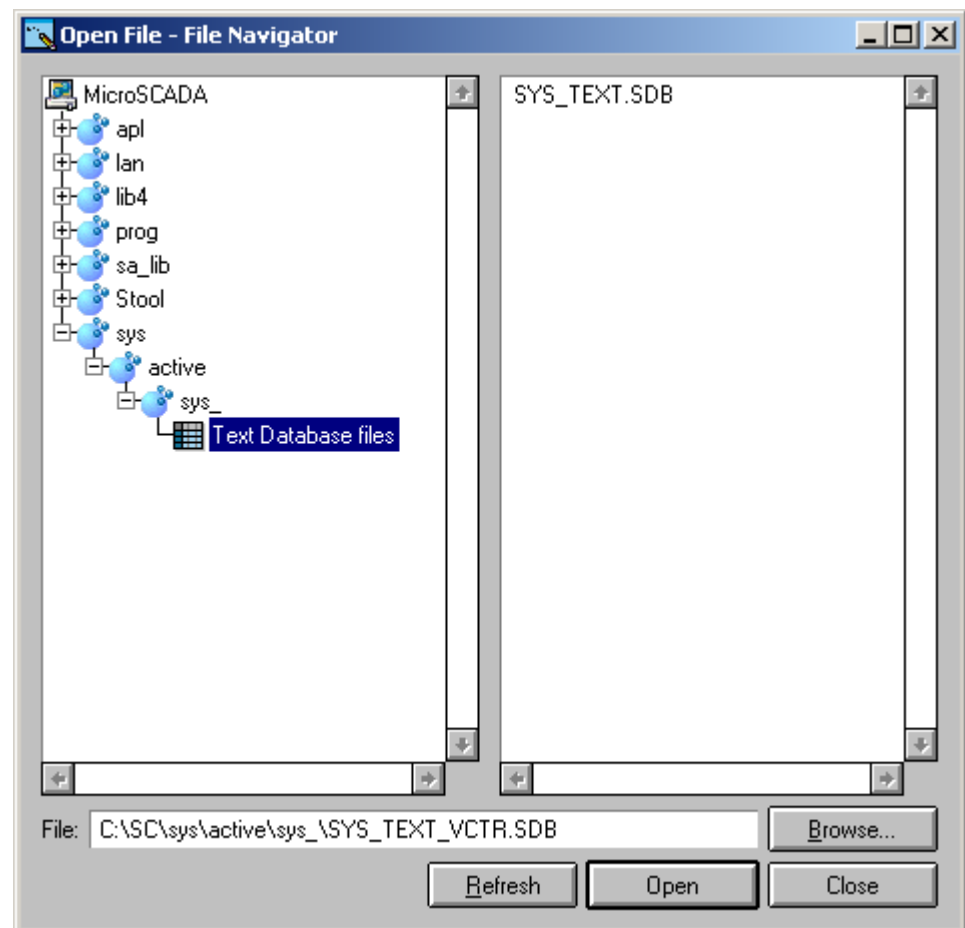 Open File - File Navigator
MicroSCADA
apl
lan
lib4
prog
sa_lib
Stool
sys
active
sys_
Text Database files
SYS_TEXT.SDB
File: C:\SC\sys\active\sys_\SYS_TEXT_VCTR.SDB Browse...
Refresh Open Close